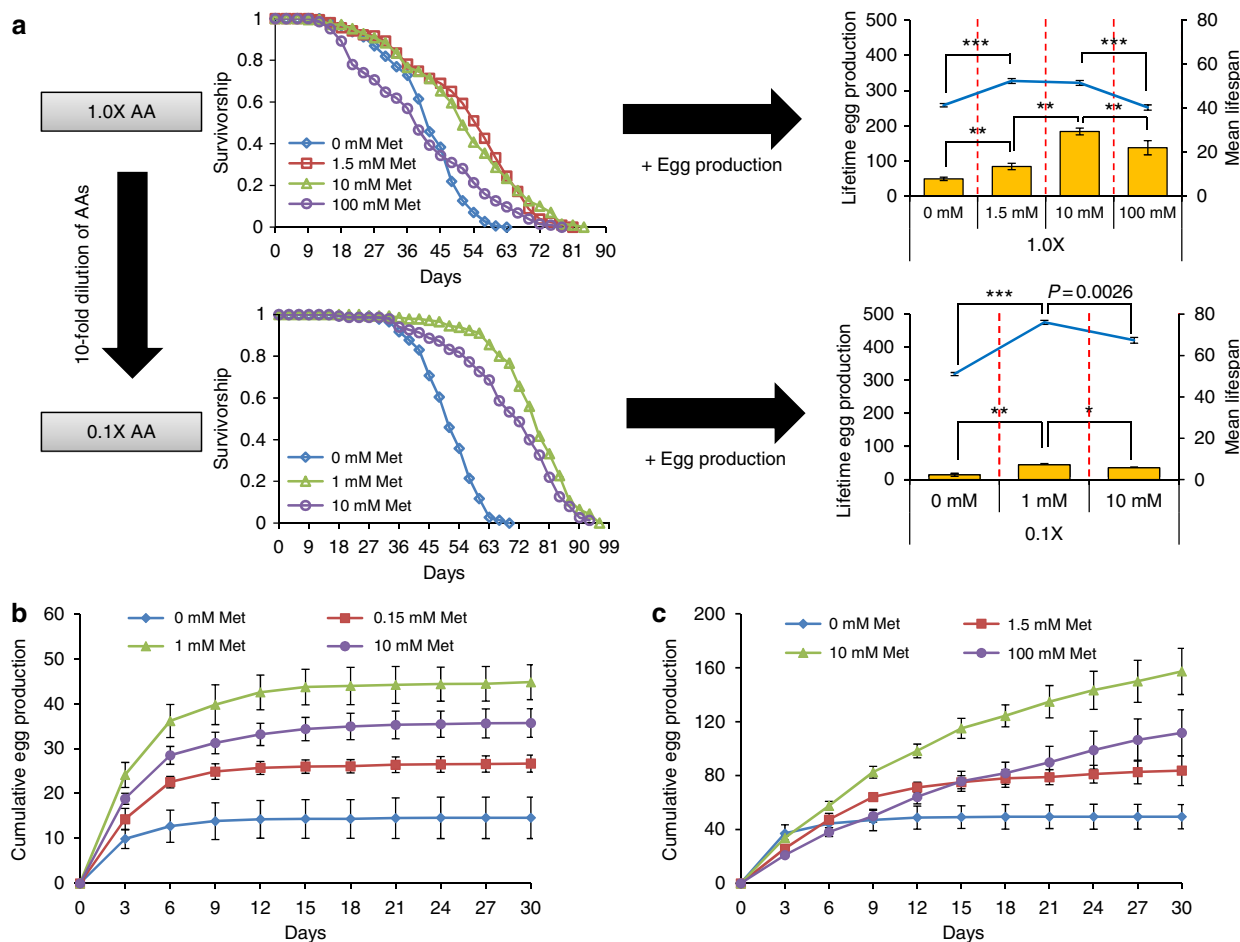 a
1.0X AA
10-fold dilution of AAs
0.1X AA
Survivorship
1
0.8
0.6
0.4
0.2
0
0 mM Met
1.5 mM Met
10 mM Met
100 mM Met
0 9 18 27 36 45 54 63 72 81 90
Days
+ Egg production
Lifetime egg production
500
400
300
200
100
0
*** ***
** ** **
80
60
40
20
0
Mean lifespan
0 mM 1.5 mM 10 mM 100 mM
1.0X
Survivorship
1
0.8
0.6
0.4
0.2
0
0 mM Met
1 mM Met
10 mM Met
0 9 18 27 36 45 54 63 72 81 90 99
Days
+ Egg production
Lifetime egg production
500
400
300
200
100
0
*** P = 0.0026
** *
80
60
40
20
0
Mean lifespan
0 mM 1 mM 10 mM
0.1X
b
Cumulative egg production
60
50
40
30
20
10
0
0 mM Met 0.15 mM Met
1 mM Met 10 mM Met
0 3 6 9 12 15 18 21 24 27 30
Days
c
Cumulative egg production
200
160
120
80
40
0
0 mM Met 1.5 mM Met
10 mM Met 100 mM Met
0 3 6 9 12 15 18 21 24 27 30
Days